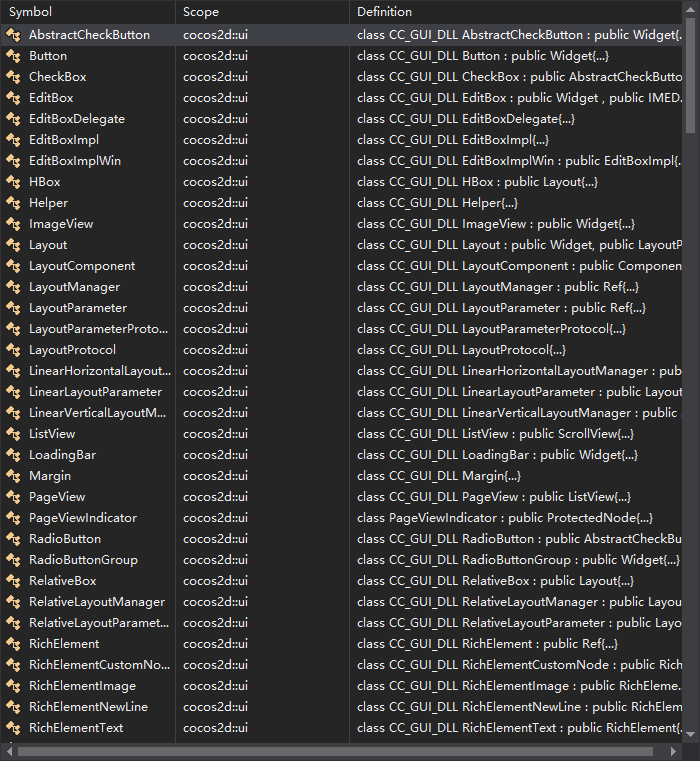 Symbol Scope Definition
AbstractCheckButton cocos2d::ui class CC_GUI_DLL AbstractCheckButton : public Widget{...
Button cocos2d::ui class CC_GUI_DLL Button : public Widget{...}
CheckBox cocos2d::ui class CC_GUI_DLL CheckBox : public AbstractCheckButto
EditBox cocos2d::ui class CC_GUI_DLL EditBox : public Widget , public IMED...
EditBoxDelegate cocos2d::ui class CC_GUI_DLL EditBoxDelegate{...}
EditBoxImpl cocos2d::ui class CC_GUI_DLL EditBoxImpl{...}
EditBoxImplWin cocos2d::ui class CC_GUI_DLL EditBoxImplWin : public EditBoxImpl{...
HBox cocos2d::ui class CC_GUI_DLL HBox : public Layout{...}
Helper cocos2d::ui class CC_GUI_DLL Helper{...}
ImageView cocos2d::ui class CC_GUI_DLL ImageView : public Widget{...}
Layout cocos2d::ui class CC_GUI_DLL Layout : public Widget, public LayoutP
LayoutComponent cocos2d::ui class CC_GUI_DLL LayoutComponent : public Componen
LayoutManager cocos2d::ui class CC_GUI_DLL LayoutManager : public Ref{...}
LayoutParameter cocos2d::ui class CC_GUI_DLL LayoutParameter : public Ref{...}
LayoutParameterProto... cocos2d::ui class CC_GUI_DLL LayoutParameterProtocol{...}
LayoutProtocol cocos2d::ui class CC_GUI_DLL LayoutProtocol{...}
LinearHorizontalLayout... cocos2d::ui class CC_GUI_DLL LinearHorizontalLayoutManager : pub
LinearLayoutParameter cocos2d::ui class CC_GUI_DLL LinearLayoutParameter : public Layout
LinearVerticalLayoutM... cocos2d::ui class CC_GUI_DLL LinearVerticalLayoutManager : public
ListView cocos2d::ui class CC_GUI_DLL ListView : public ScrollView{...}
LoadingBar cocos2d::ui class CC_GUI_DLL LoadingBar : public Widget{...}
Margin cocos2d::ui class CC_GUI_DLL Margin{...}
PageView cocos2d::ui class CC_GUI_DLL PageView : public ListView{...}
PageViewIndicator cocos2d::ui class PageViewIndicator : public ProtectedNode{...}
RadioButton cocos2d::ui class CC_GUI_DLL RadioButton : public AbstractCheckBu
RadioButtonGroup cocos2d::ui class CC_GUI_DLL RadioButtonGroup : public Widget{...}
RelativeBox cocos2d::ui class CC_GUI_DLL RelativeBox : public Layout{...}
RelativeLayoutManager cocos2d::ui class CC_GUI_DLL RelativeLayoutManager : public Layou
RelativeLayoutParamet... cocos2d::ui class CC_GUI_DLL RelativeLayoutParameter : public Layo
RichElement cocos2d::ui class CC_GUI_DLL RichElement : public Ref{...}
RichElementCustomNo... cocos2d::ui class CC_GUI_DLL RichElementCustomNode : public Rich
RichElementImage cocos2d::ui class CC_GUI_DLL RichElementImage : public RichEleme...
RichElementNewLine cocos2d::ui class CC_GUI_DLL RichElementNewLine : public RichElem
RichElementText cocos2d::ui class CC_GUI_DLL RichElementText : public RichElement{...